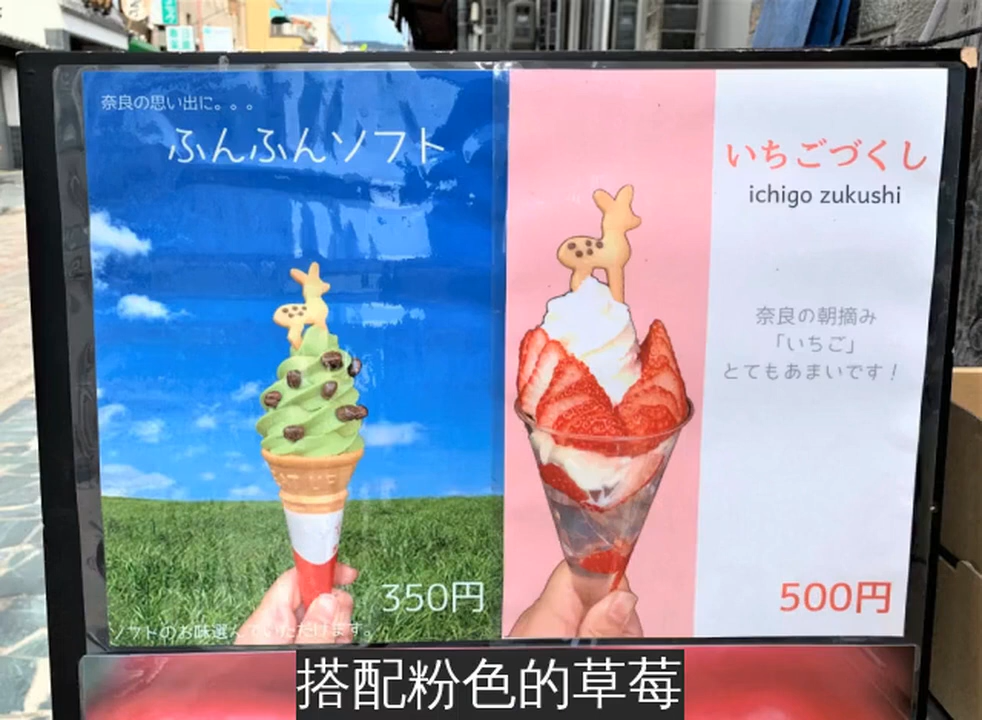 奈良の思い出に。。。
ふんふんソフト
350円
ソフトのお味選んでいただけます。
いちごづくし
ichigo zukushi
奈良の朝摘み
「いちご」
とてもあまいです！
500円
搭配粉色的草莓